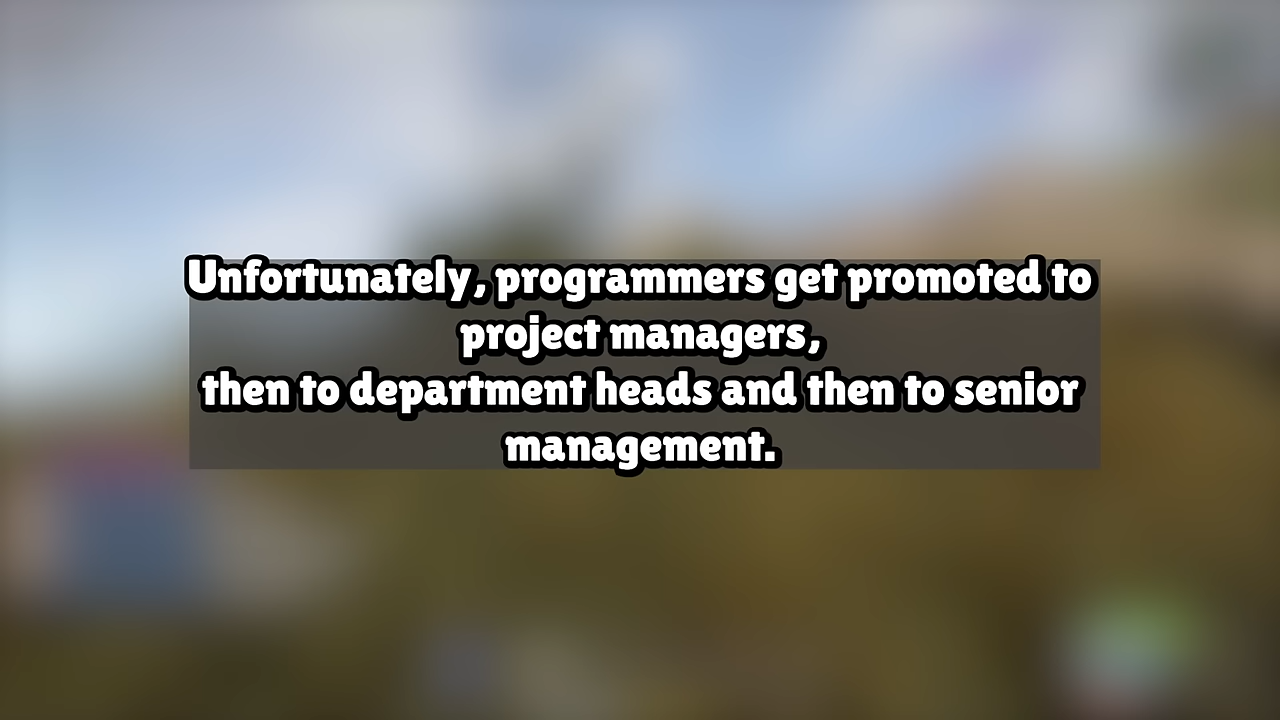 Unfortunately, programmers get promoted to
project managers,
then to department heads and then to senior
management.